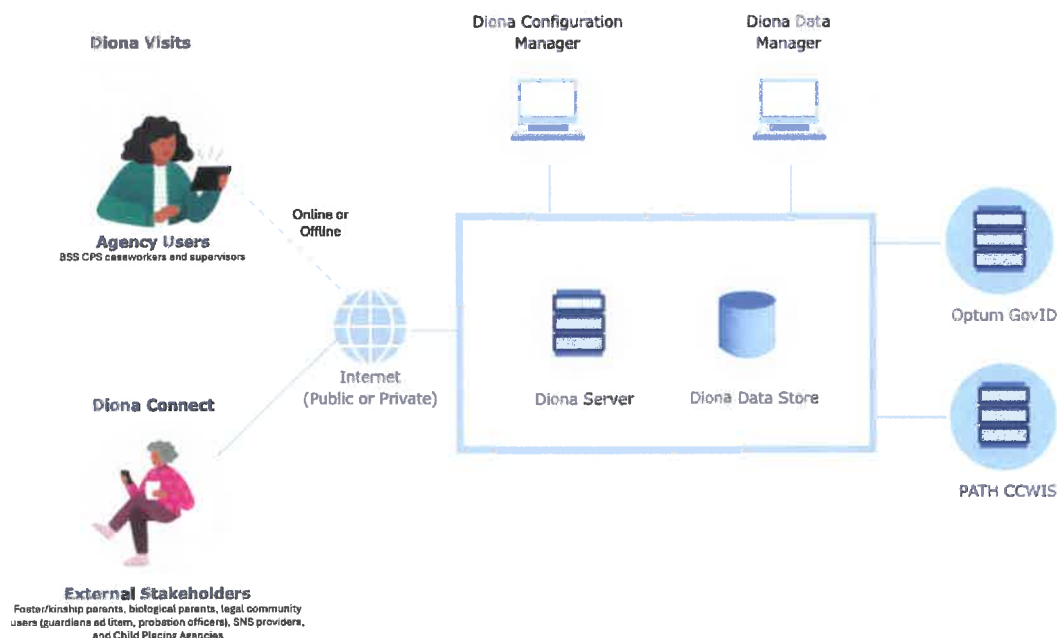 Diona Visits
Diona Configuration
Manager
Diona Data
Manager
Online or
Offline
Agency Users
BSS CPS caseworkers and supervisors
Optum GovID
Internet
(Public or Private)
Diona Server
Diona Data Store
Diona Connect
PATH CCWIS
External Stakeholders
Foster/kinship parents, biological parents, legal community
users (guardians ad litem, probation officers), SNS providers,
and Child Placing Agencies